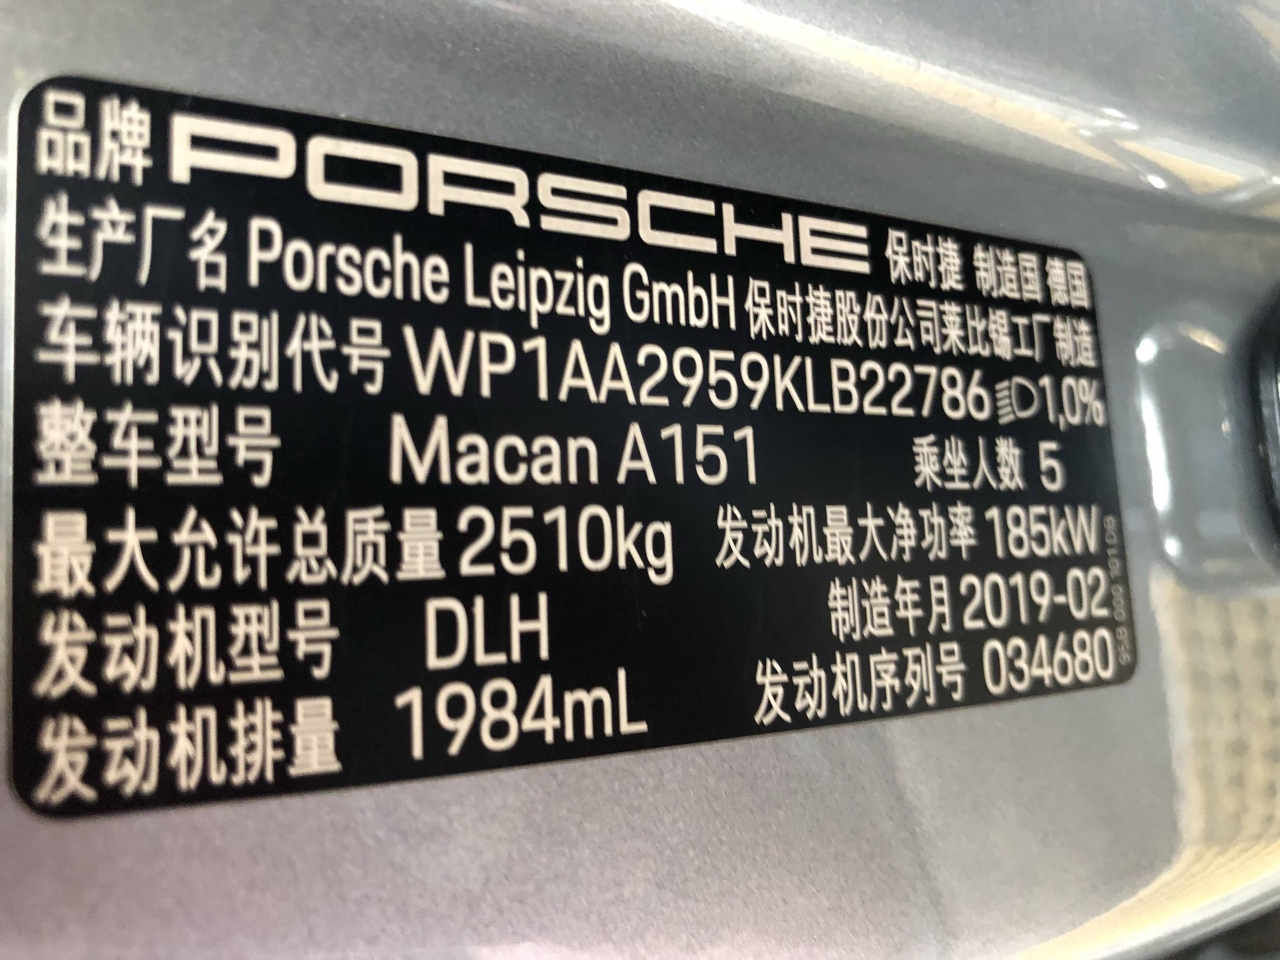 品牌 PORSCHE 保时捷 制造国 德国
生产厂名 Porsche Leipzig GmbH 保时捷股份公司莱比锡工厂制造
车辆识别代号 WP1AA2959KLB22786 1,0%
整车型号 Macan A151 乘坐人数 5
最大允许总质量 2510kg 发动机最大净功率 185kW
发动机型号 DLH 制造年月 2019-02
发动机排量 1984mL 发动机序列号 034680